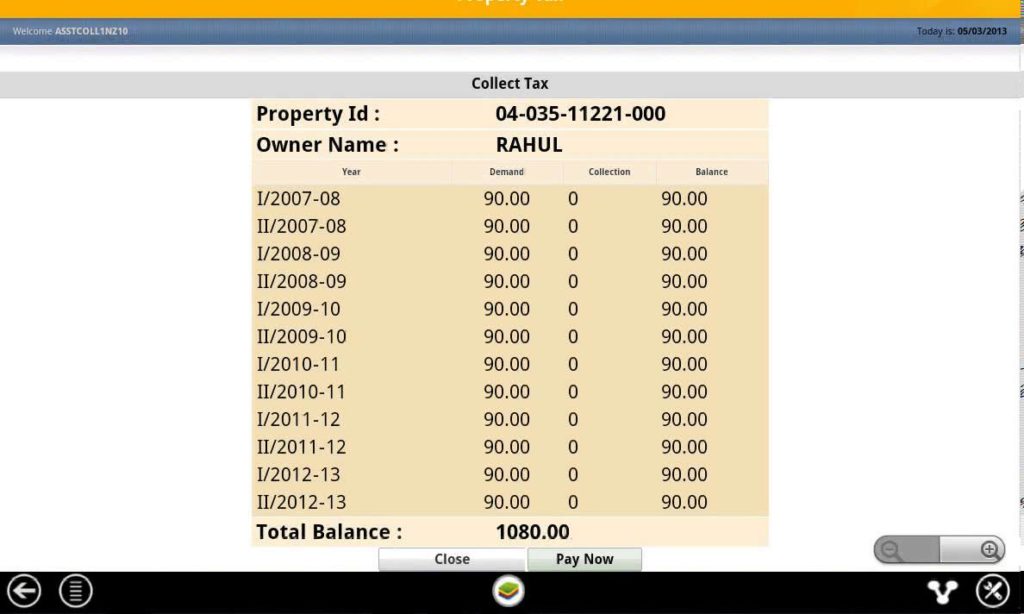 Property Tax
Welcome ASSTCOLL1NZ10 Today is: 05/03/2013
Collect Tax
Property Id : 04-035-11221-000
Owner Name : RAHUL
Year Demand Collection Balance
I/2007-08 90.00 0 90.00
II/2007-08 90.00 0 90.00
I/2008-09 90.00 0 90.00
II/2008-09 90.00 0 90.00
I/2009-10 90.00 0 90.00
II/2009-10 90.00 0 90.00
I/2010-11 90.00 0 90.00
II/2010-11 90.00 0 90.00
I/2011-12 90.00 0 90.00
II/2011-12 90.00 0 90.00
I/2012-13 90.00 0 90.00
II/2012-13 90.00 0 90.00
Total Balance : 1080.00
Close Pay Now